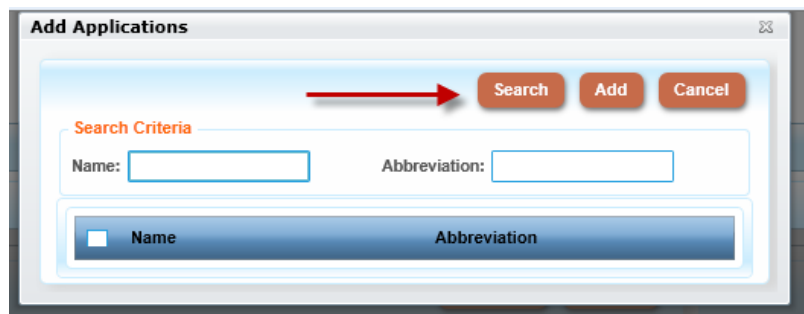 Add Applications
Search Add Cancel
Search Criteria
Name: Abbreviation:
Name Abbreviation